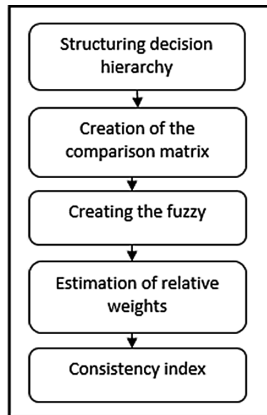 Structuring decision
hierarchy
Creation of the
comparison matrix
Creating the fuzzy
Estimation of relative
weights
Consistency index